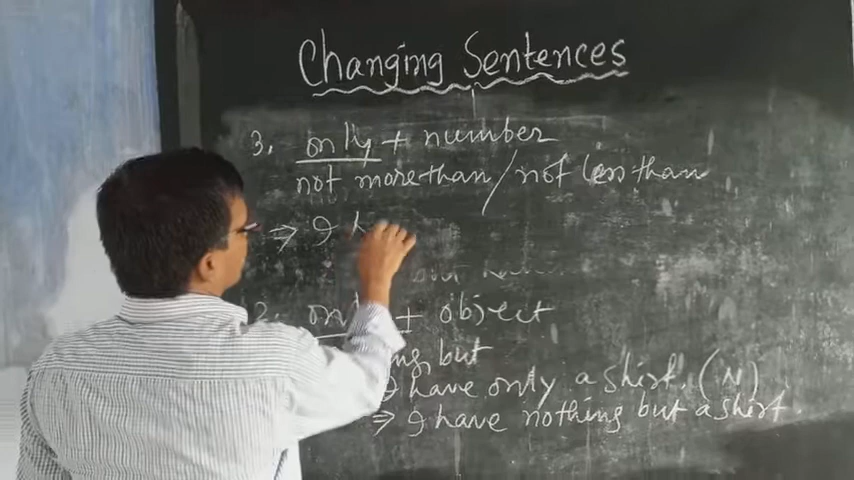 Changing Sentences
3. only + number
not more than / not less than
⇒ I h
but
2. only + object
ng but
I have only a shirt. (N)
⇒ I have nothing but a shirt.